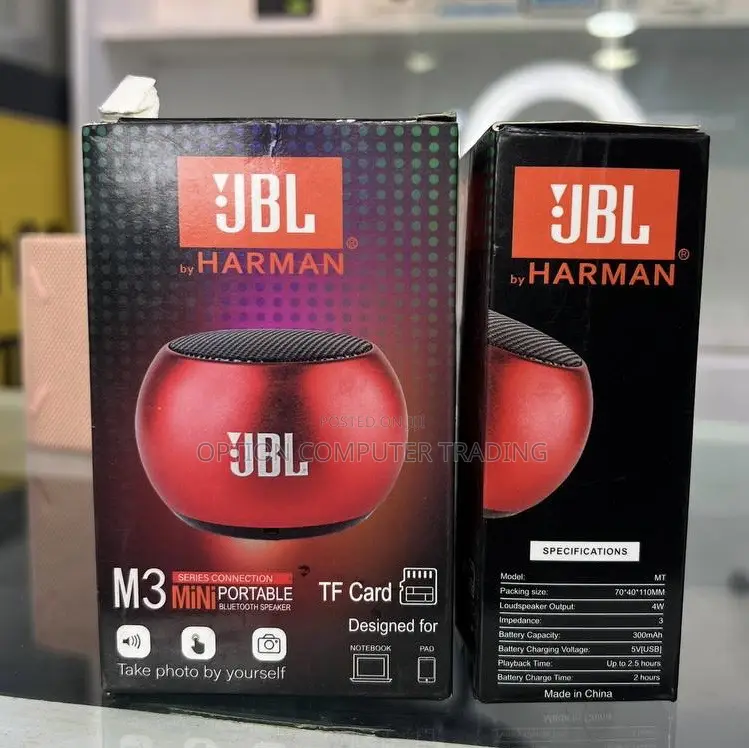 JBL
by HARMAN®
JBL
POSTED ON
OPTION COMPUTER TRADING
M3
SERIES CONNECTION
MiNi PORTABLE
BLUETOOTH SPEAKER
TF Card
Designed for
NOTEBOOK
PAD
Take photo by yourself
JBL
by HARMAN®
SPECIFICATIONS
Model: MT
Packing size: 70*40*110MM
Loudspeaker Output: 4W
Impedance: 3
Battery Capacity: 300mAh
Battery Charging Voltage: 5V[USB]
Playback Time: Up to 2.5 hours
Battery Charge Time: 2 hours
Made in China